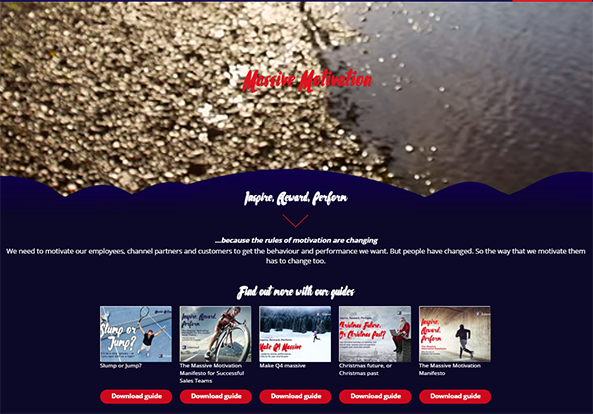 Massive Motivation
Inspire, Reward, Perform
...because the rules of motivation are changing
We need to motivate our employees, channel partners and customers to get the behaviour and performance we want. But people have changed. So the way that we motivate them
has to change too.
Find out more with our guides
Slump or
Jump?
Inspire, Reward,
Perform
Make Q4 Massive
Christmas Future,
Or Christmas Past?
Inspire,
Reward,
Perform
Slump or Jump?
The Massive Motivation
Manifesto for Successful
Sales Teams
Make Q4 massive
Christmas future, or
Christmas past
The Massive Motivation
Manifesto
Download guide
Download guide
Download guide
Download guide
Download guide